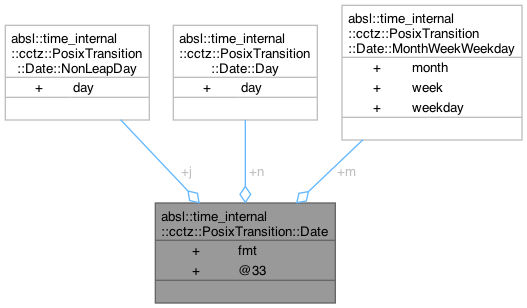 absl::time_internal
::cctz::PosixTransition
::Date::NonLeapDay
+ day
absl::time_internal
::cctz::PosixTransition
::Date::Day
+ day
absl::time_internal
::cctz::PosixTransition
::Date::MonthWeekWeekday
+ month
+ week
+ weekday
+j
+n
+m
absl::time_internal
::cctz::PosixTransition::Date
+ fmt
+ @33